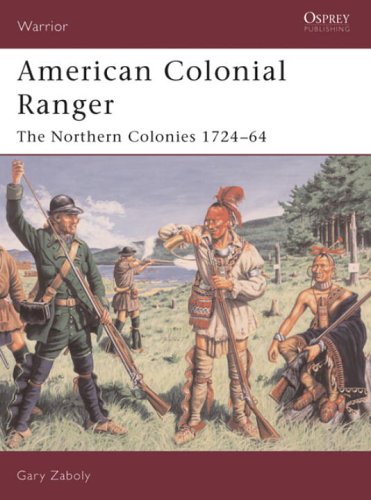 Warrior
OSPREY
PUBLISHING
American Colonial
Ranger
The Northern Colonies 1724–64
Gary Zaboly